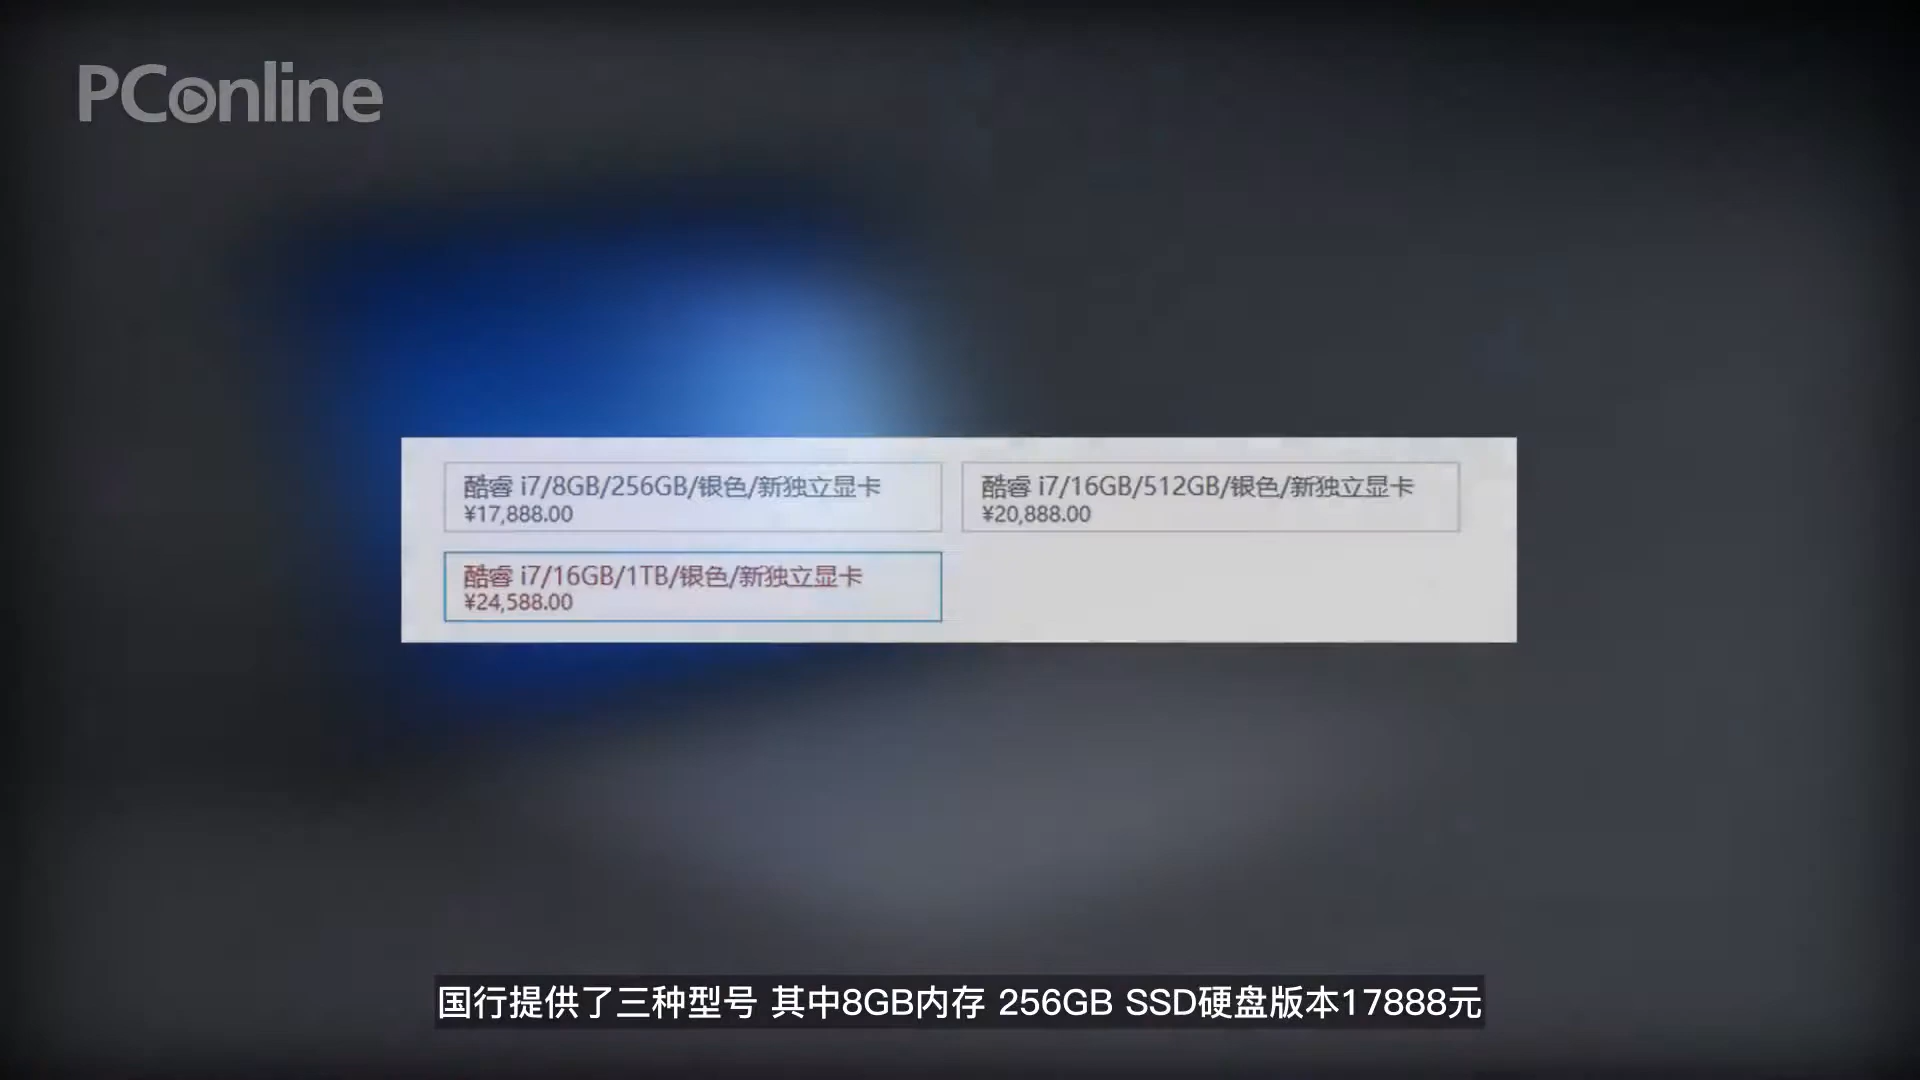 PConline
酷睿 i7/8GB/256GB/银色/新独立显卡
¥17,888.00
酷睿 i7/16GB/512GB/银色/新独立显卡
¥20,888.00
酷睿 i7/16GB/1TB/银色/新独立显卡
¥24,588.00
国行提供了三种型号 其中8GB内存 256GB SSD硬盘版本17888元